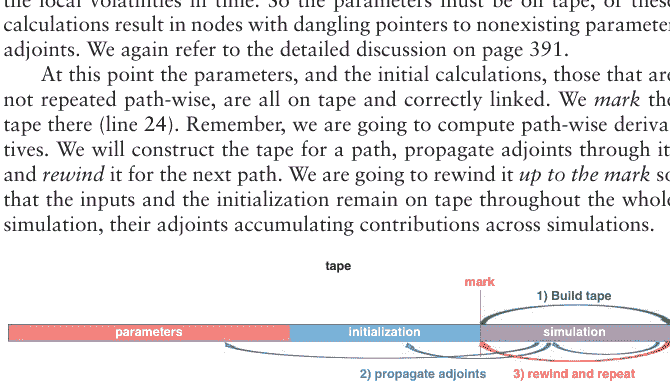 the local volatilities in time. So the parameters must be on tape, or these
calculations result in nodes with dangling pointers to nonexisting parameter
adjoints. We again refer to the detailed discussion on page 391.
At this point the parameters, and the initial calculations, those that are
not repeated path-wise, are all on tape and correctly linked. We mark the
tape there (line 24). Remember, we are going to compute path-wise deriva
tives. We will construct the tape for a path, propagate adjoints through it
and rewind it for the next path. We are going to rewind it up to the mark so
that the inputs and the initialization remain on tape throughout the whole
simulation, their adjoints accumulating contributions across simulations.
tape
mark
1) Build tape
parameters initialization simulation
2) propagate adjoints 3) rewind and repeat